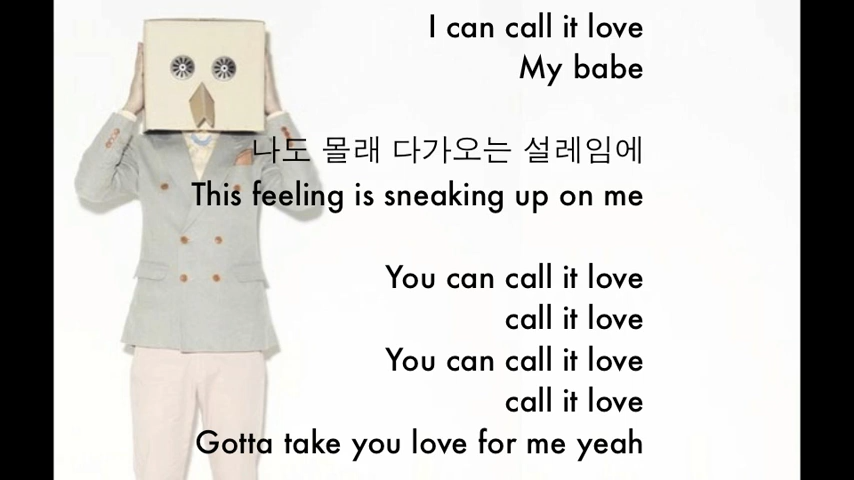 I can call it love
My babe
나도 몰래 다가오는 설레임에
This feeling is sneaking up on me
You can call it love
call it love
You can call it love
call it love
Gotta take you love for me yeah